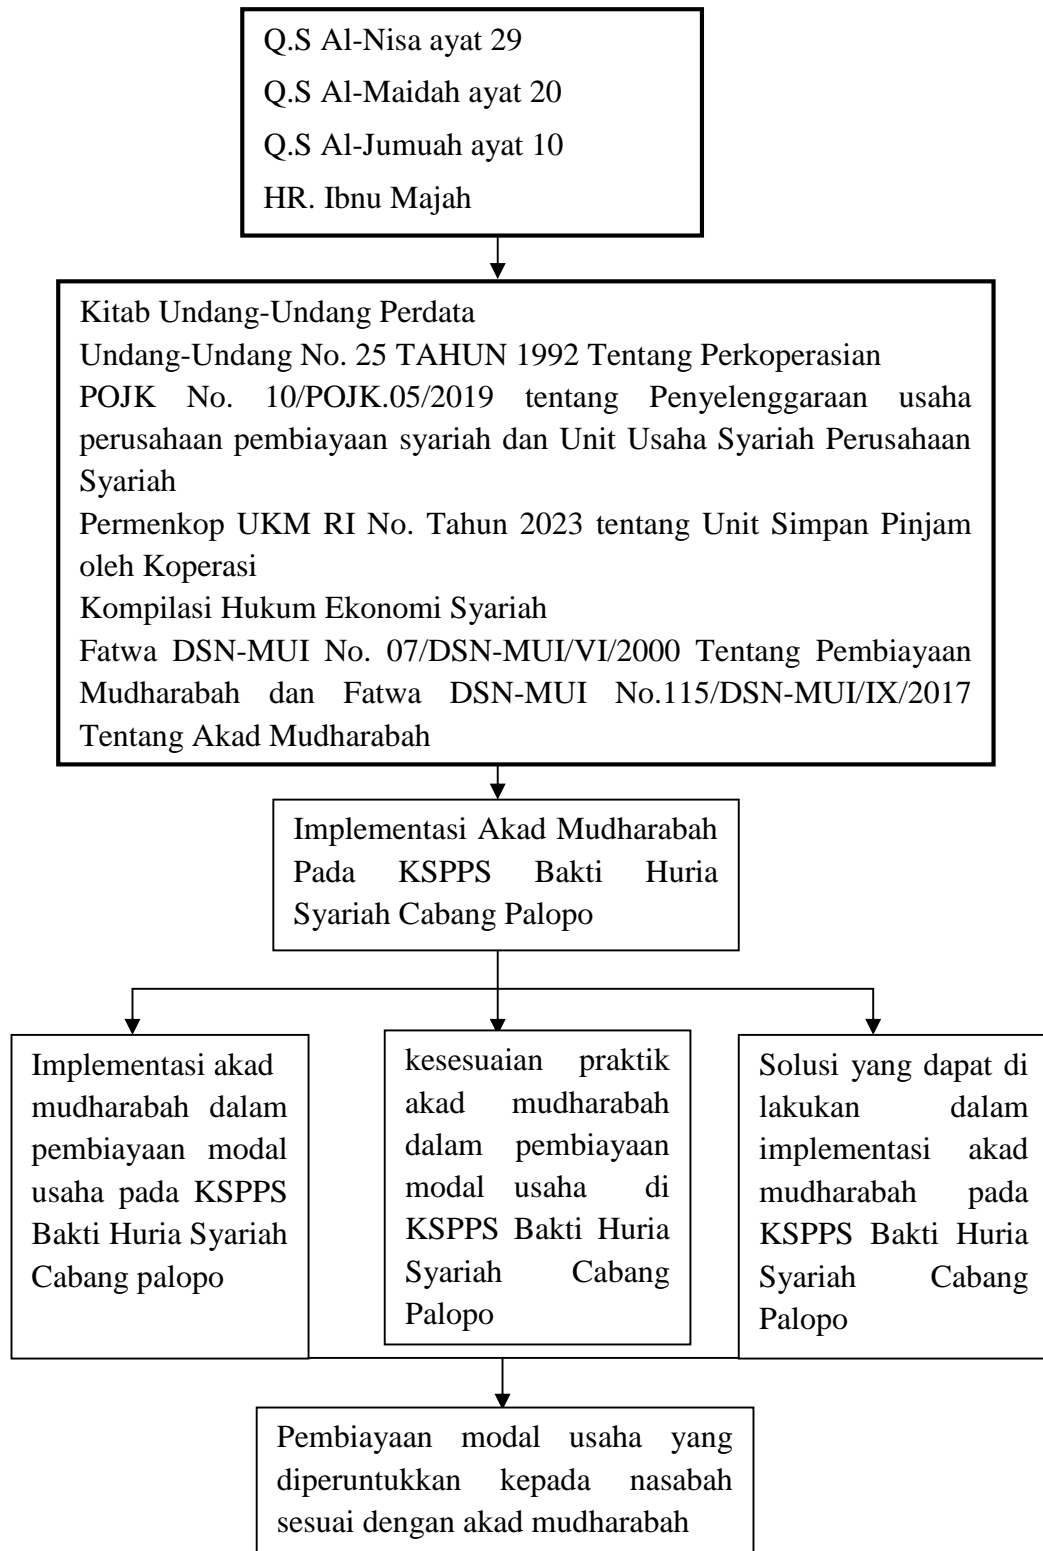 Q.S Al-Nisa ayat 29
Q.S Al-Maidah ayat 20
Q.S Al-Jumuah ayat 10
HR. Ibnu Majah
Kitab Undang-Undang Perdata
Undang-Undang No. 25 TAHUN 1992 Tentang Perkoperasian
POJK No. 10/POJK.05/2019 tentang Penyelenggaraan usaha
perusahaan pembiayaan syariah dan Unit Usaha Syariah Perusahaan
Syariah
Permenkop UKM RI No. Tahun 2023 tentang Unit Simpan Pinjam
oleh Koperasi
Kompilasi Hukum Ekonomi Syariah
Fatwa DSN-MUI No. 07/DSN-MUI/VI/2000 Tentang Pembiayaan
Mudharabah dan Fatwa DSN-MUI No.115/DSN-MUI/IX/2017
Tentang Akad Mudharabah
Implementasi Akad Mudharabah
Pada KSPPS Bakti Huria
Syariah Cabang Palopo
Implementasi akad
mudharabah dalam
pembiayaan modal
usaha pada KSPPS
Bakti Huria Syariah
Cabang palopo
kesesuaian praktik
akad mudharabah
dalam pembiayaan
modal usaha di
KSPPS Bakti Huria
Syariah Cabang
Palopo
Solusi yang dapat di
lakukan dalam
implementasi akad
mudharabah pada
KSPPS Bakti Huria
Syariah Cabang
Palopo
Pembiayaan modal usaha yang
diperuntukkan kepada nasabah
sesuai dengan akad mudharabah